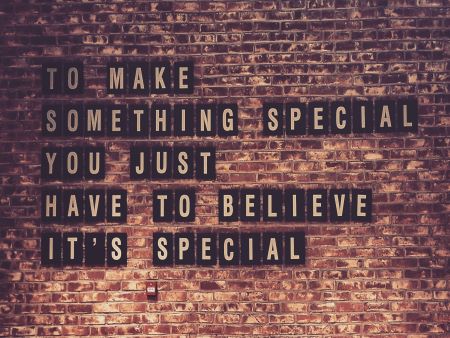 TO MAKE
SOMETHING SPECIAL
YOU JUST
HAVE TO BELIEVE
IT'S SPECIAL